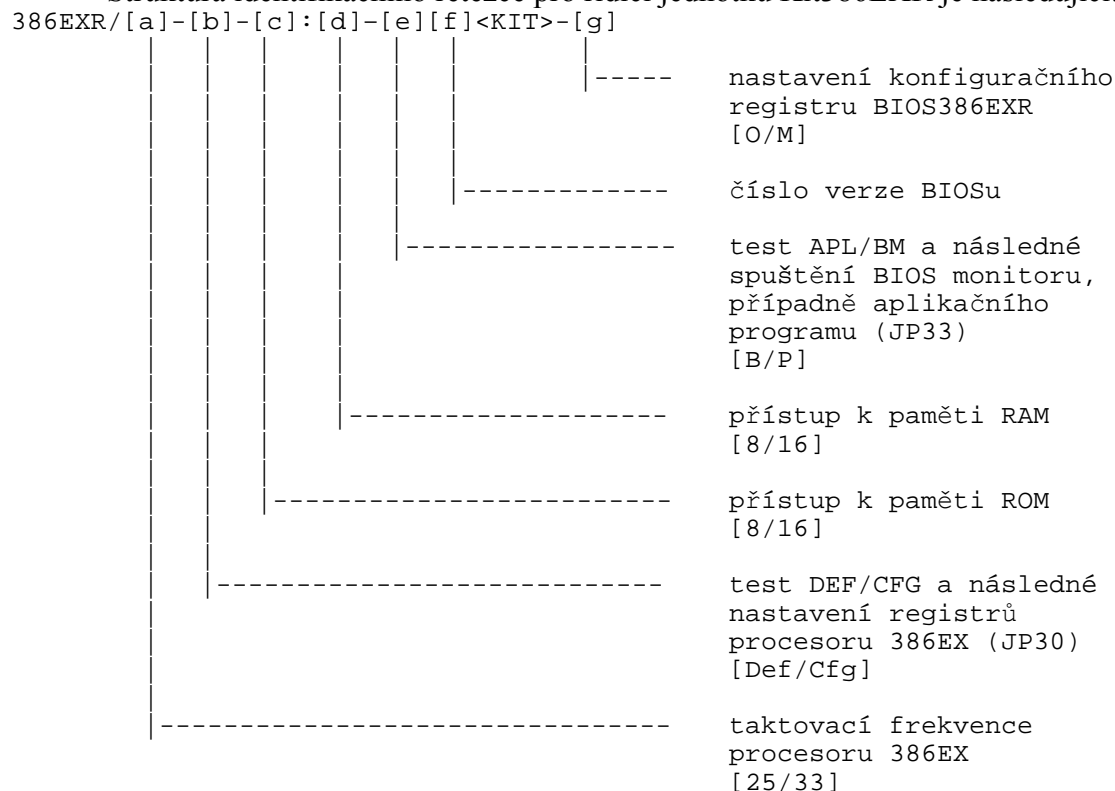 386EXR/[a]-[b]-[c]:[d]-[e][f]<KIT>-[g]
|----- nastavení konfiguračního
registru BIOS386EXR
[O/M]
|------------- číslo verze BIOSu
|----------------- test APL/BM a následné
spuštění BIOS monitoru,
případně aplikačního
programu (JP33)
[B/P]
|-------------------- přístup k paměti RAM
[8/16]
|------------------------- přístup k paměti ROM
[8/16]
|---------------------------- test DEF/CFG a následné
nastavení registrů
procesoru 386EX (JP30)
[Def/Cfg]
|-------------------------------- taktovací frekvence
procesoru 386EX
[25/33]